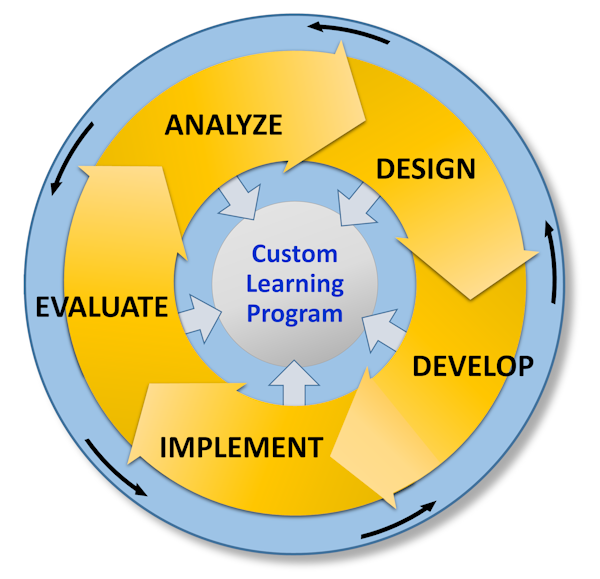 ANALYZE
DESIGN
Custom
Learning
Program
EVALUATE
DEVELOP
IMPLEMENT